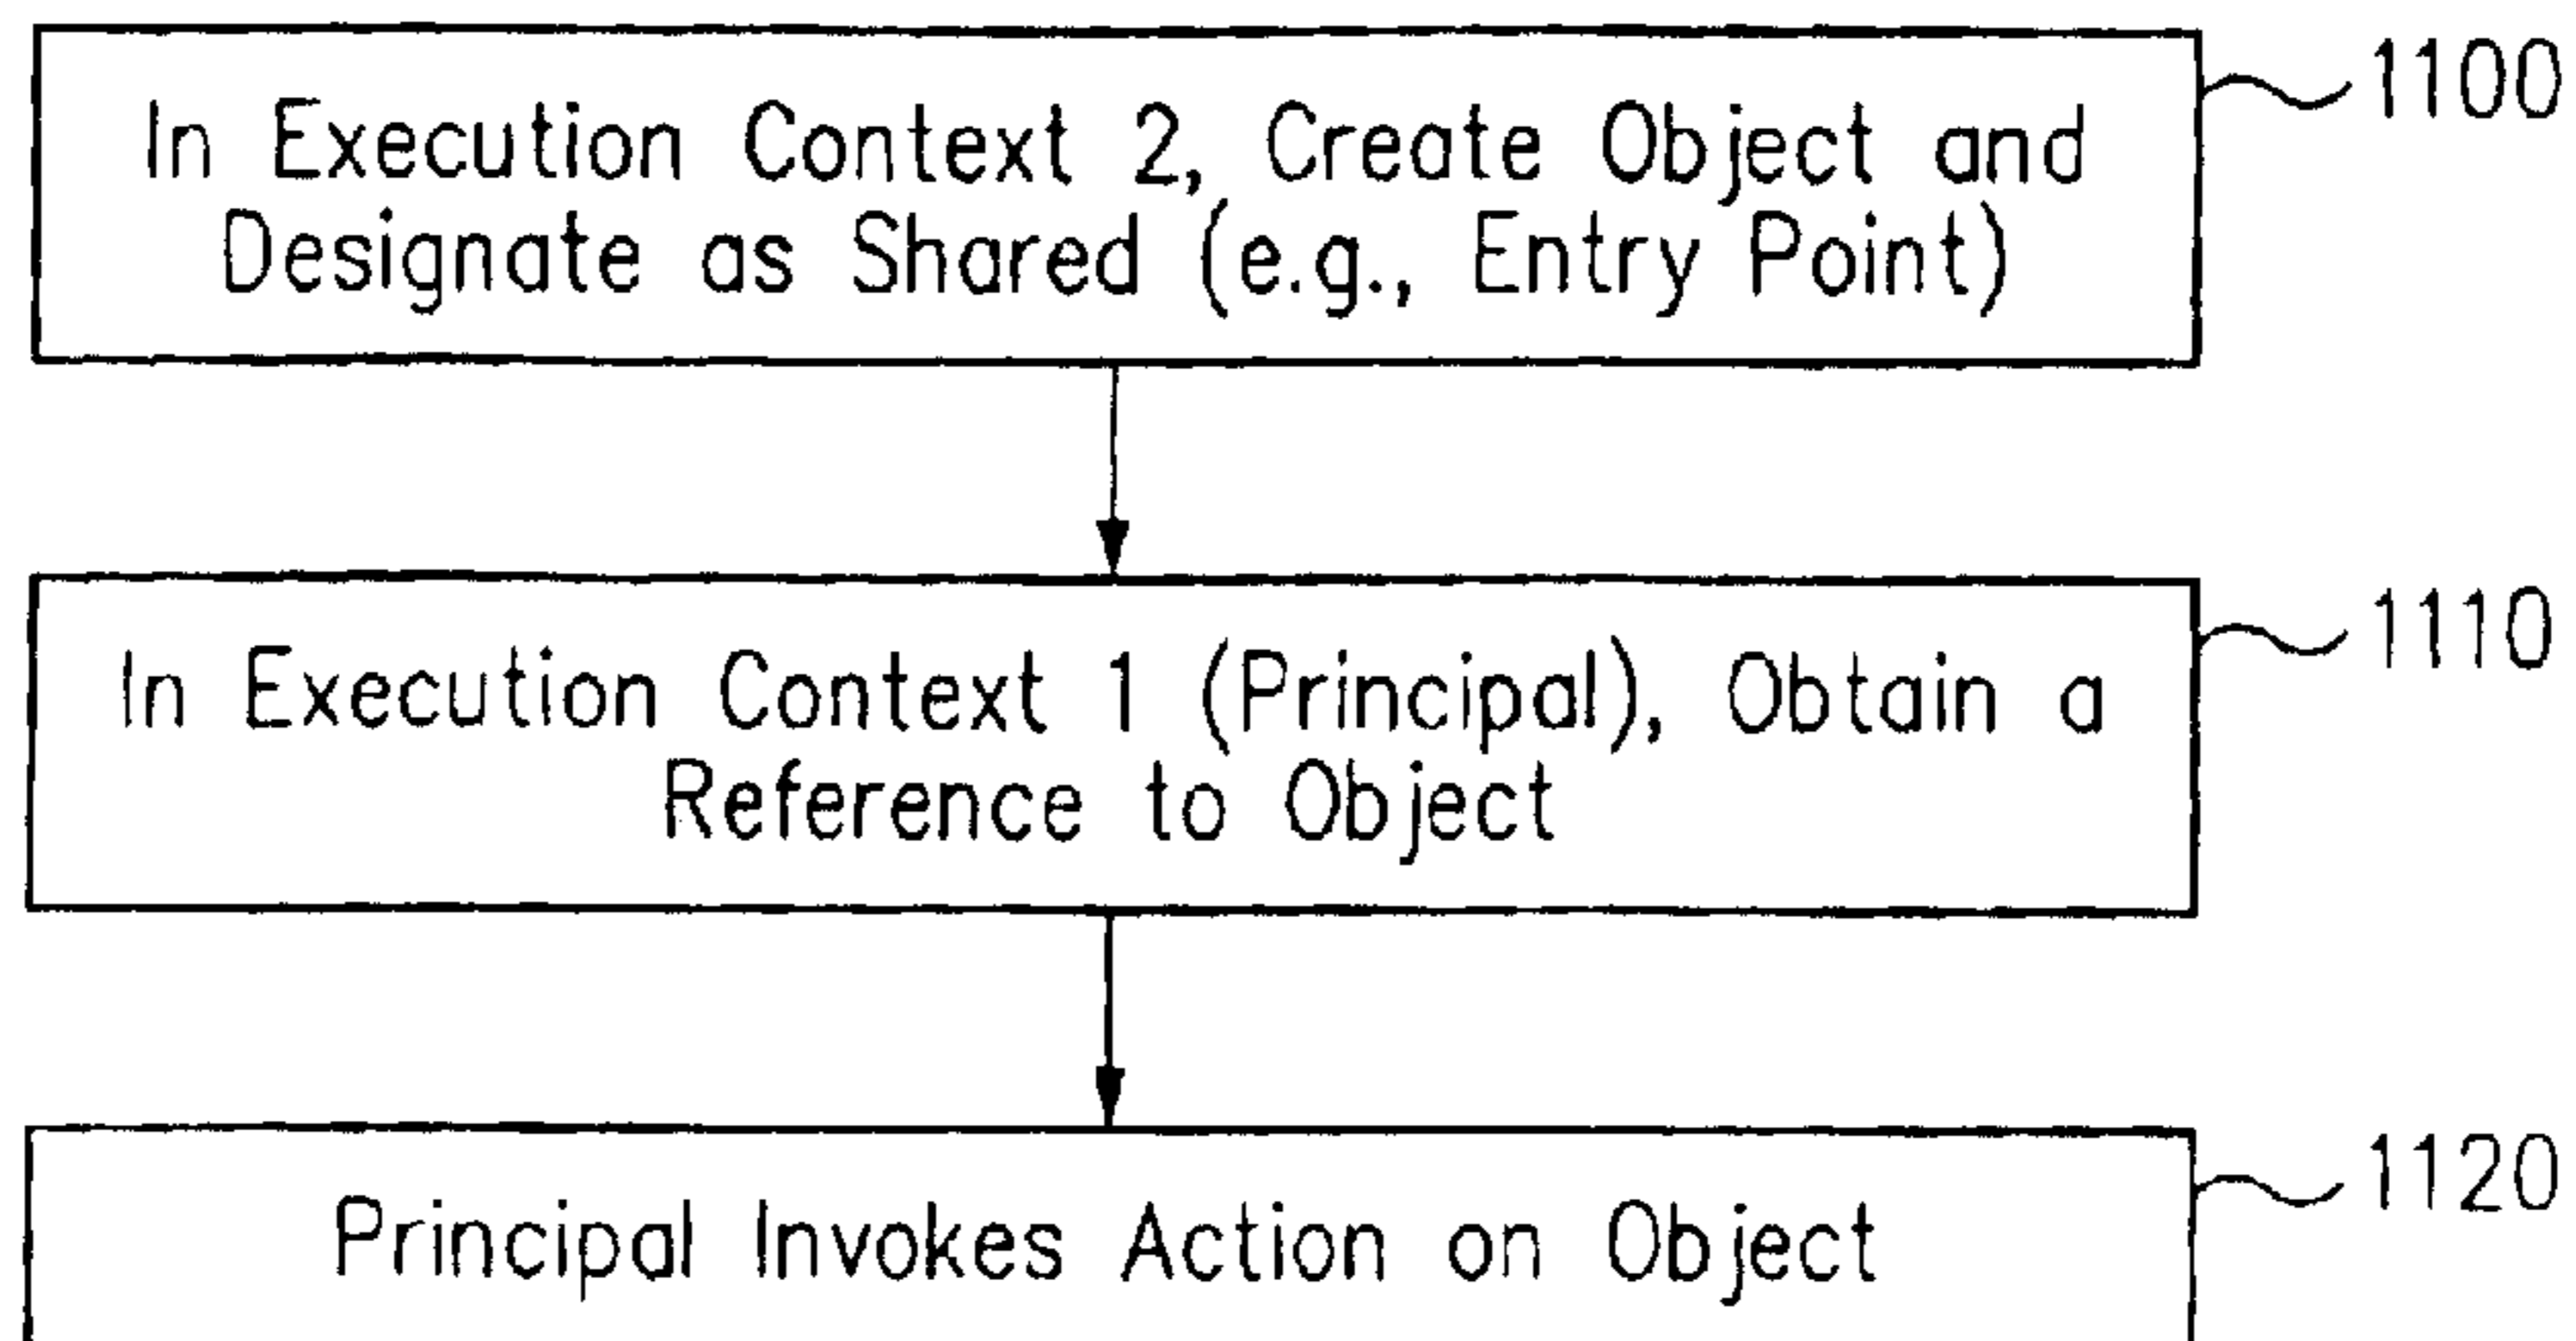 In Execution Context 2, Create Object and
Designate as Shared (e.g., Entry Point)
1100
In Execution Context 1 (Principal), Obtain a
Reference to Object
1110
Principal Invokes Action on Object
1120